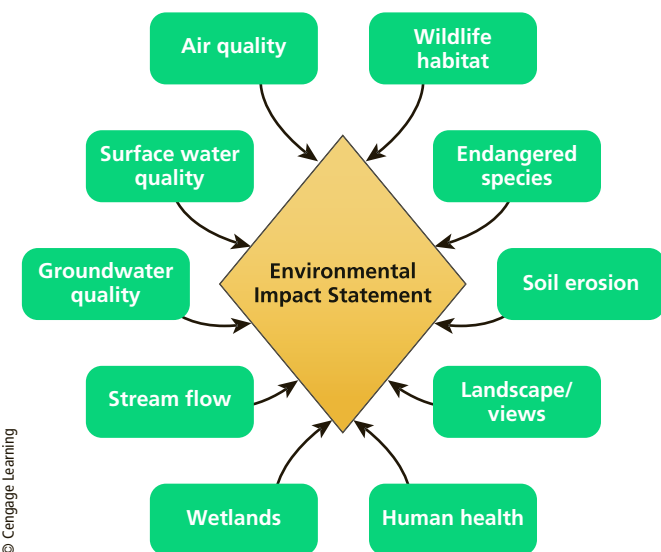 Air quality
Wildlife
habitat
Surface water
quality
Endangered
species
Groundwater
quality
Environmental
Impact Statement
Soil erosion
Stream flow
Landscape/
views
Wetlands
Human health
© Cengage Learning